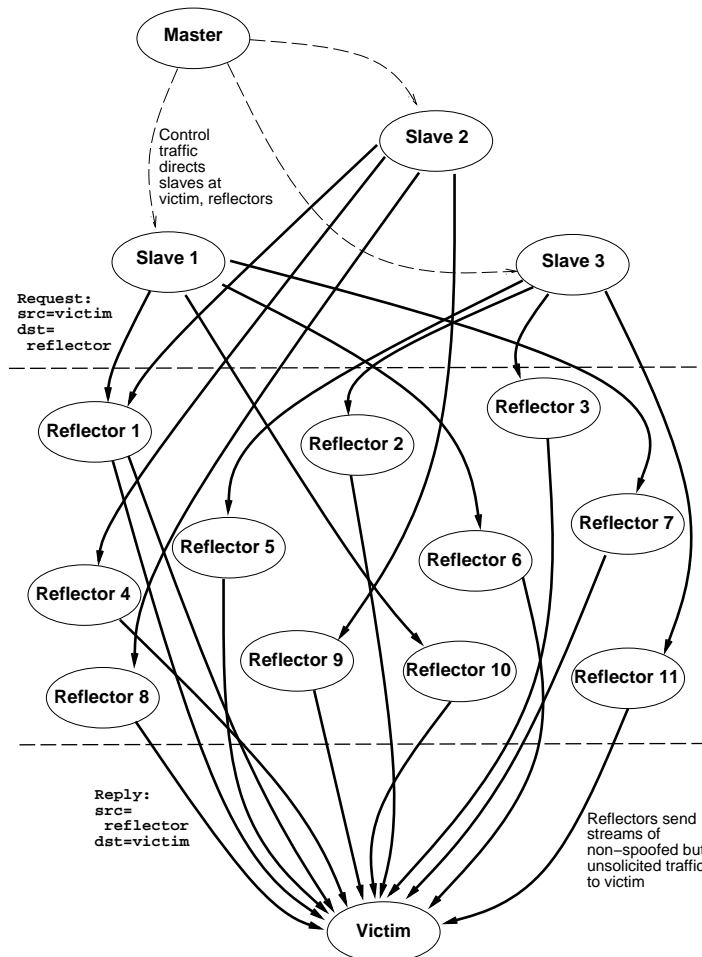 Master
Slave 2
Control
traffic
directs
slaves at
victim, reflectors
Slave 1
Slave 3
Request:
src=victim
dst=
reflector
Reflector 1
Reflector 2
Reflector 3
Reflector 4
Reflector 5
Reflector 6
Reflector 7
Reflector 8
Reflector 9
Reflector 10
Reflector 11
Reply:
src=
reflector
dst=victim
Reflectors send
streams of
non−spoofed but
unsolicited traffic
to victim
Victim